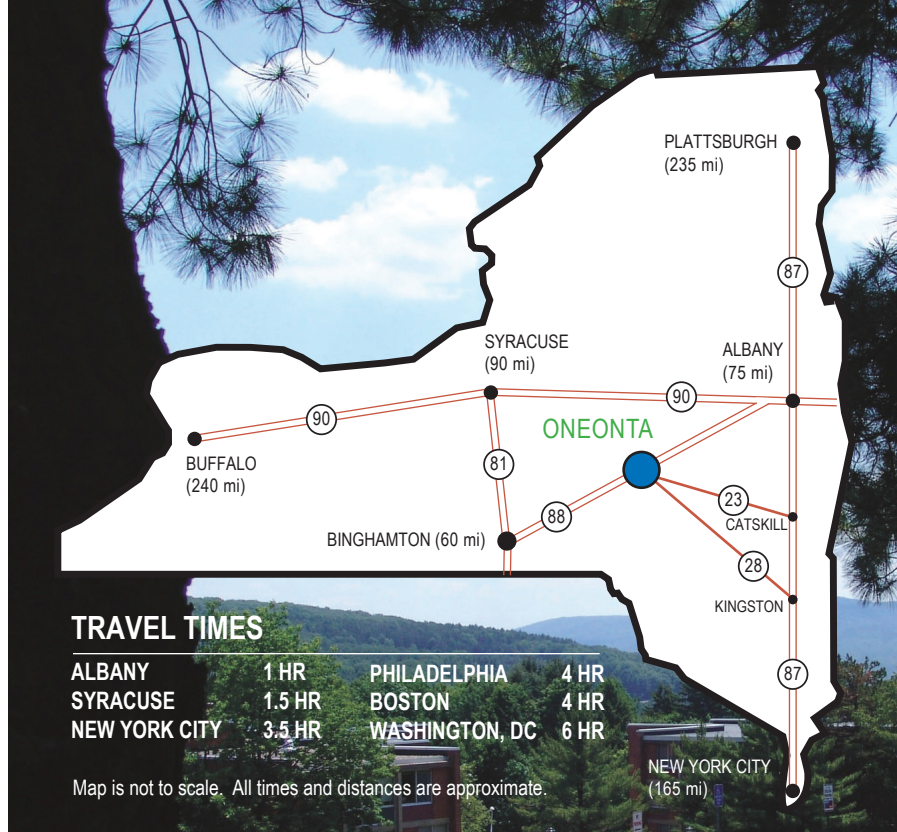 PLATTSBURGH
(235 mi)
87
SYRACUSE
(90 mi)
ALBANY
(75 mi)
90
90
ONEONTA
BUFFALO
(240 mi)
81
23
88
CATSKILL
BINGHAMTON (60 mi)
28
KINGSTON
87
TRAVEL TIMES
ALBANY 1 HR PHILADELPHIA 4 HR
SYRACUSE 1.5 HR BOSTON 4 HR
NEW YORK CITY 3.5 HR WASHINGTON, DC 6 HR
NEW YORK CITY
(165 mi)
Map is not to scale. All times and distances are approximate.